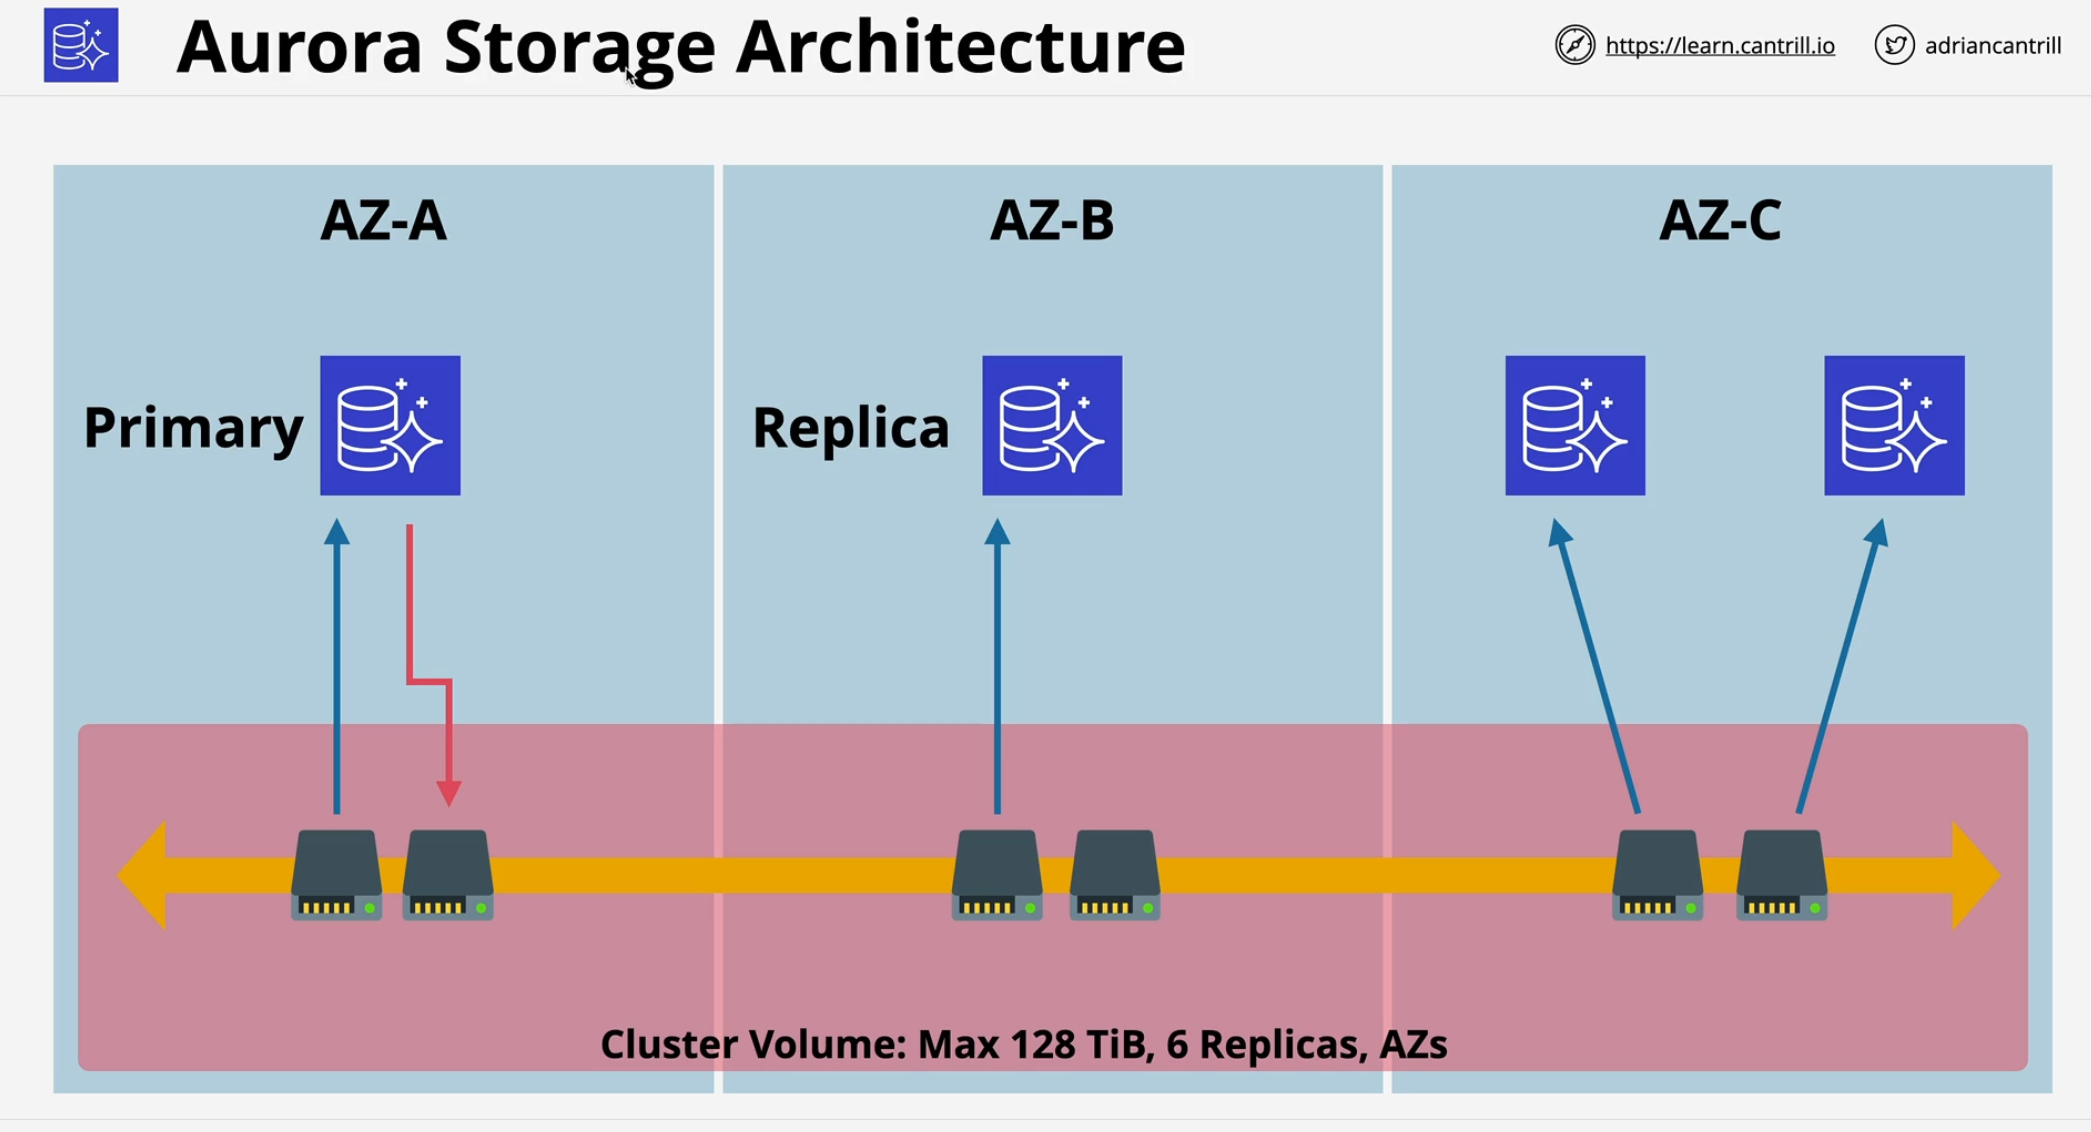 Aurora Storage Architecture
https://learn.cantrill.io
adriancantrill
AZ-A
AZ-B
AZ-C
Primary
Replica
Cluster Volume: Max 128 TiB, 6 Replicas, AZs